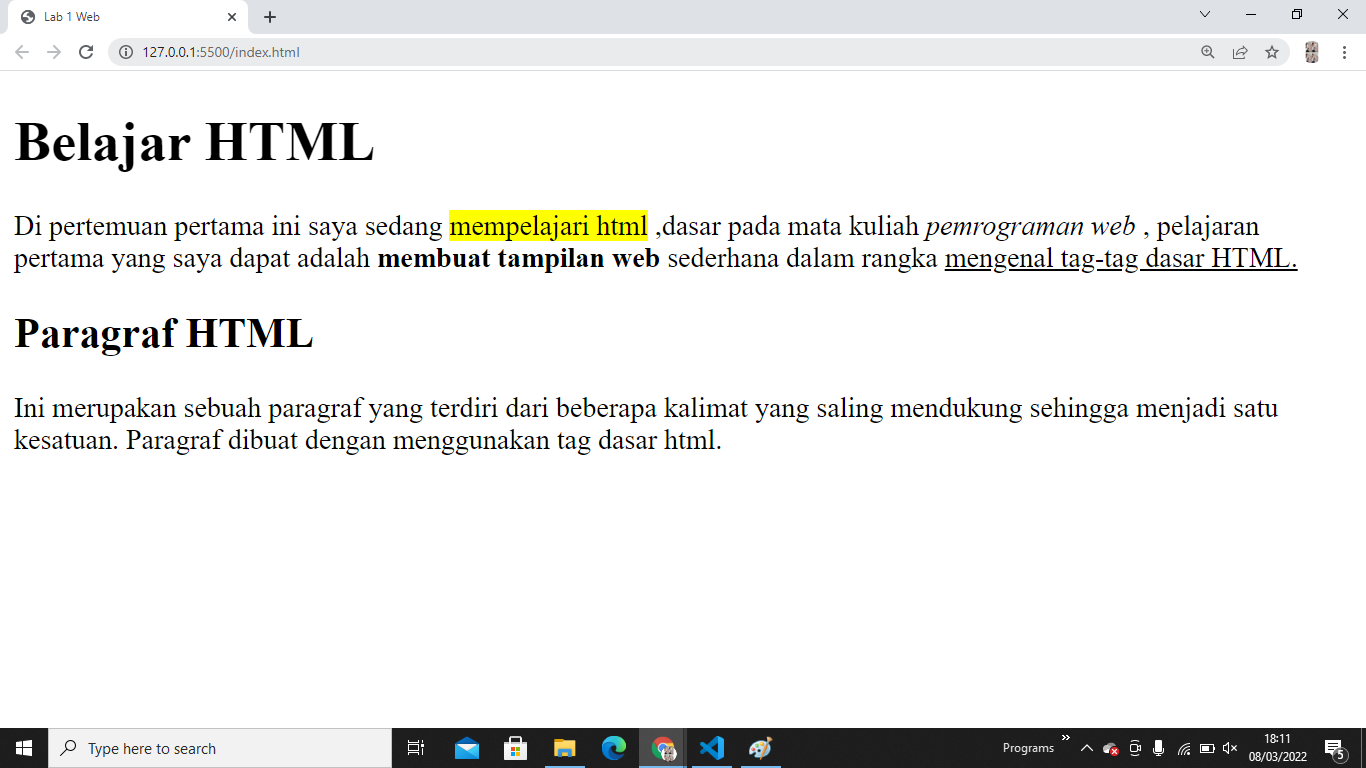 Lab 1 Web
127.0.0.1:5500/index.html
Belajar HTML
Di pertemuan pertama ini saya sedang mempelajari html ,dasar pada mata kuliah pemrograman web , pelajaran
pertama yang saya dapat adalah membuat tampilan web sederhana dalam rangka mengenal tag-tag dasar HTML.
Paragraf HTML
Ini merupakan sebuah paragraf yang terdiri dari beberapa kalimat yang saling mendukung sehingga menjadi satu
kesatuan. Paragraf dibuat dengan menggunakan tag dasar html.
Type here to search
Programs
18:11
08/03/2022
5